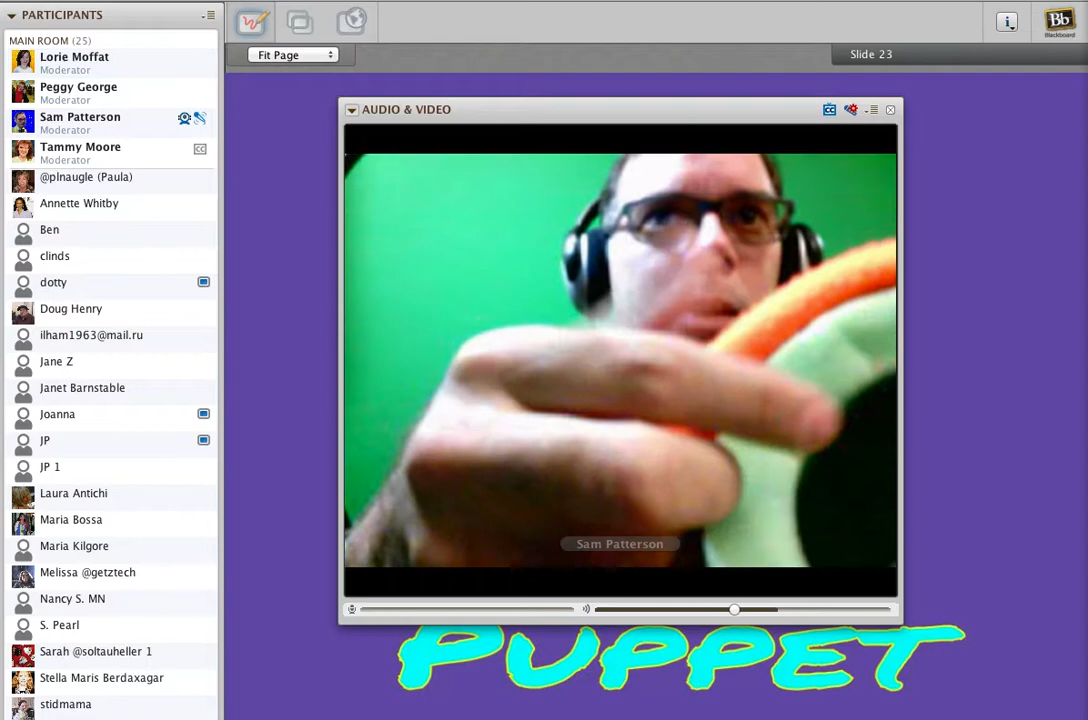 PARTICIPANTS
MAIN ROOM (25)
Lorie Moffat
Moderator
Peggy George
Moderator
Sam Patterson
Moderator
Tammy Moore
Moderator
CC
@plnaugle (Paula)
Annette Whitby
Ben
clinds
dotty
Doug Henry
ilham1963@mail.ru
Jane Z
Janet Barnstable
Joanna
JP
JP 1
Laura Antichi
Maria Bossa
Maria Kilgore
Melissa @getztech
Nancy S. MN
S. Pearl
Sarah @soltauheller 1
Stella Maris Berdaxagar
stidmama
Fit Page
Slide 23
i
Bb
Blackboard
AUDIO & VIDEO
Sam Patterson
PUPPET